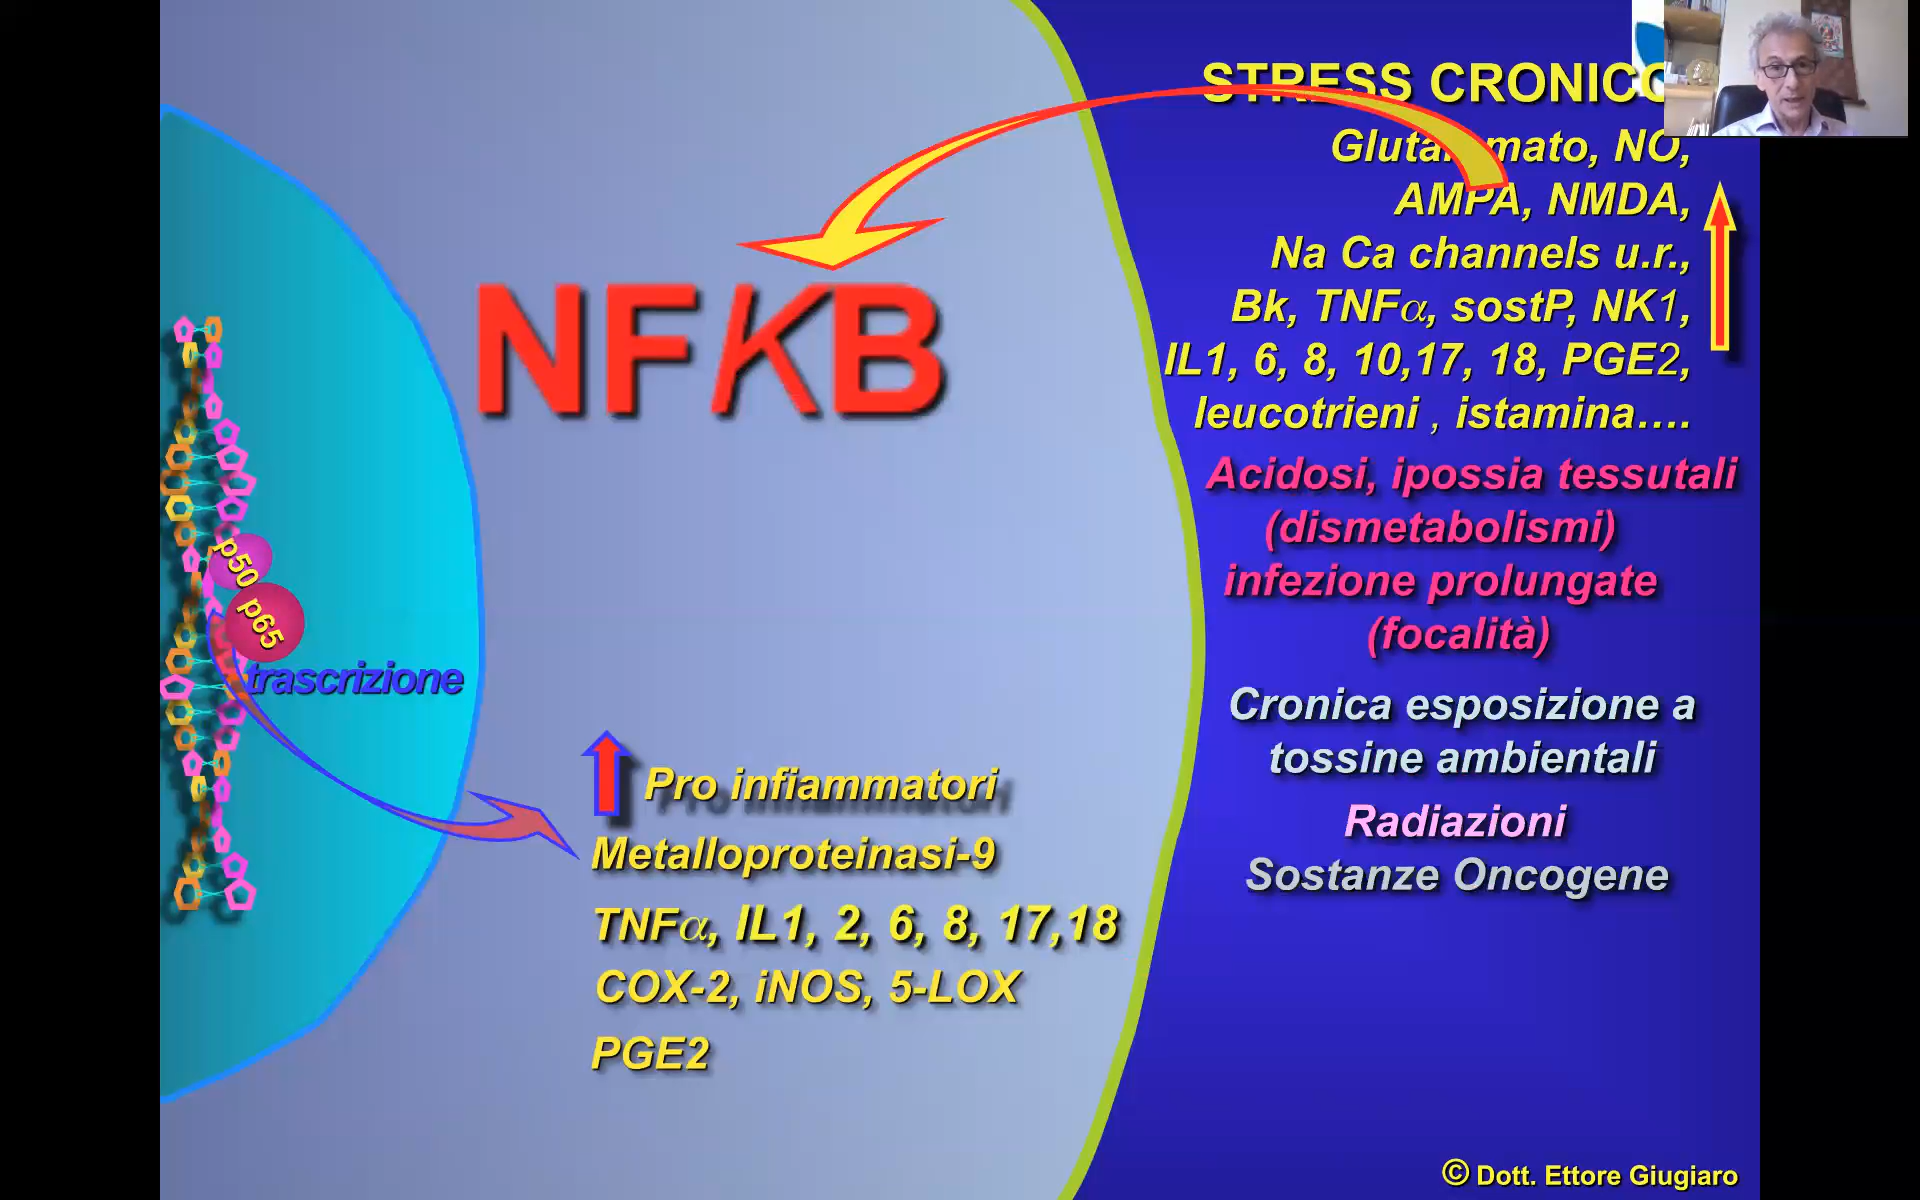 STRESS CRONICO
Glutammato, NO,
AMPA, NMDA,
Na Ca channels u.r.,
Bk, TNFα, sostP, NK1,
IL1, 6, 8, 10,17, 18, PGE2,
leucotrieni , istamina....
Acidosi, ipossia tessutali
(dismetabolismi)
infezione prolungate
(focalità)
Cronica esposizione a
tossine ambientali
Radiazioni
Sostanze Oncogene
NFKB
p50
p65
trascrizione
Pro infiammatori
Metalloproteinasi-9
TNFα, IL1, 2, 6, 8, 17,18
COX-2, iNOS, 5-LOX
PGE2
© Dott. Ettore Giugiaro